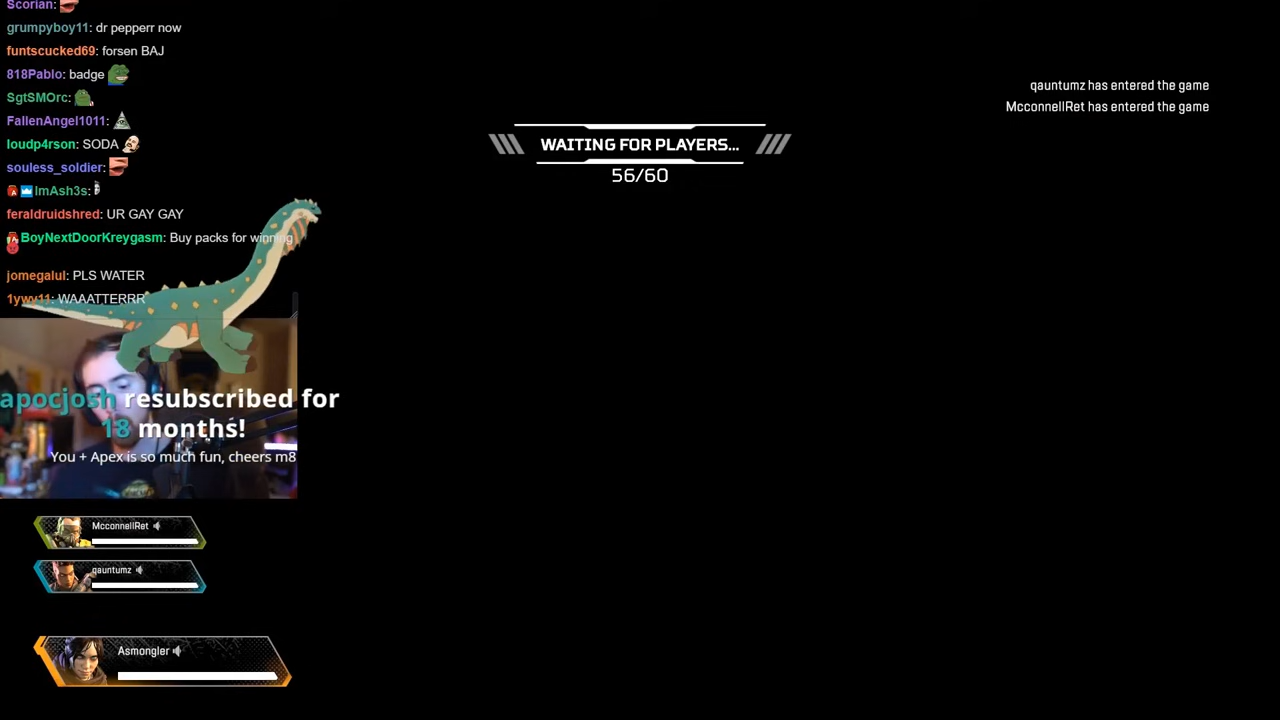 Scorian:
grumpyboy11: dr pepperr now
funtscucked69: forsen BAJ
818Pablo: badge
SgtSMOrc:
FallenAngel1011:
loudp4rson: SODA
souless_soldier:
ImAsh3s:
feraldruidshred: UR GAY GAY
BoyNextDoorKreygasm: Buy packs for winning
jomegalul: PLS WATER
1ywy11: WAAATTERRR
apocjosh resubscribed for
18 months!
You + Apex is so much fun, cheers m8
McconnellRet
qauntumz
Asmongler
WAITING FOR PLAYERS...
56/60
qauntumz has entered the game
McconnellRet has entered the game